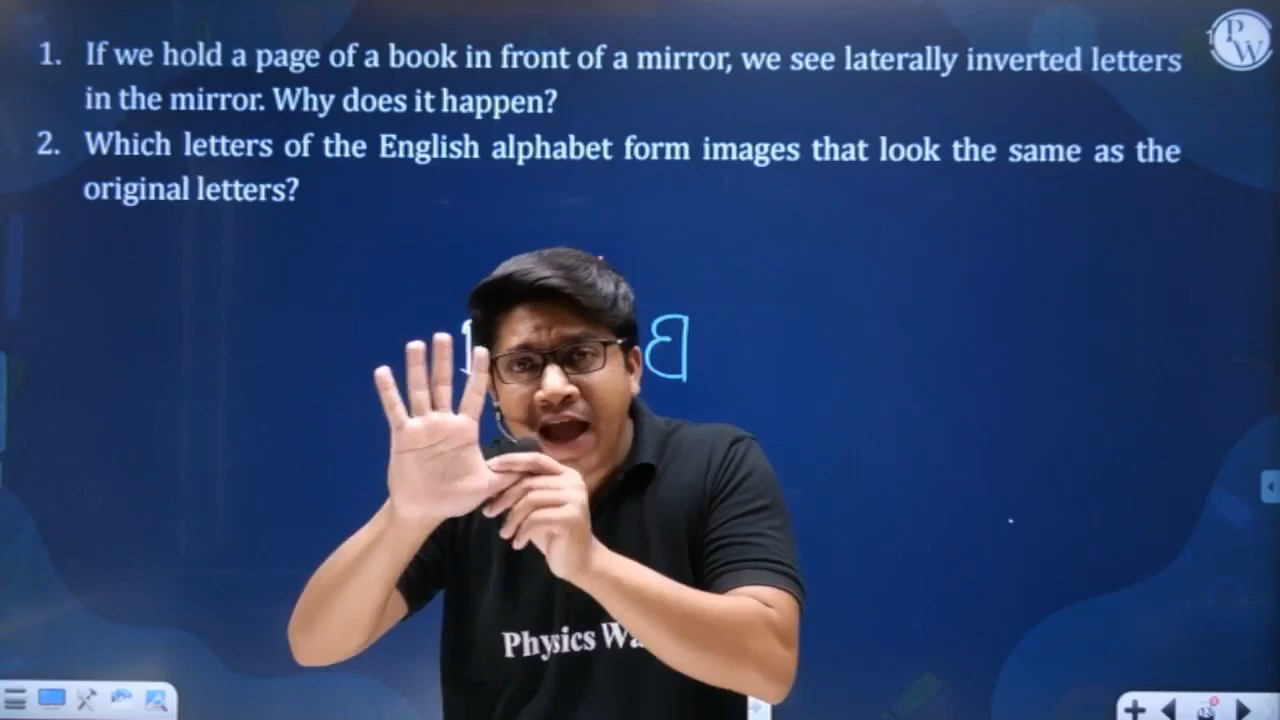 1. If we hold a page of a book in front of a mirror, we see laterally inverted letters
in the mirror. Why does it happen?
2. Which letters of the English alphabet form images that look the same as the
original letters?
PW
Physics